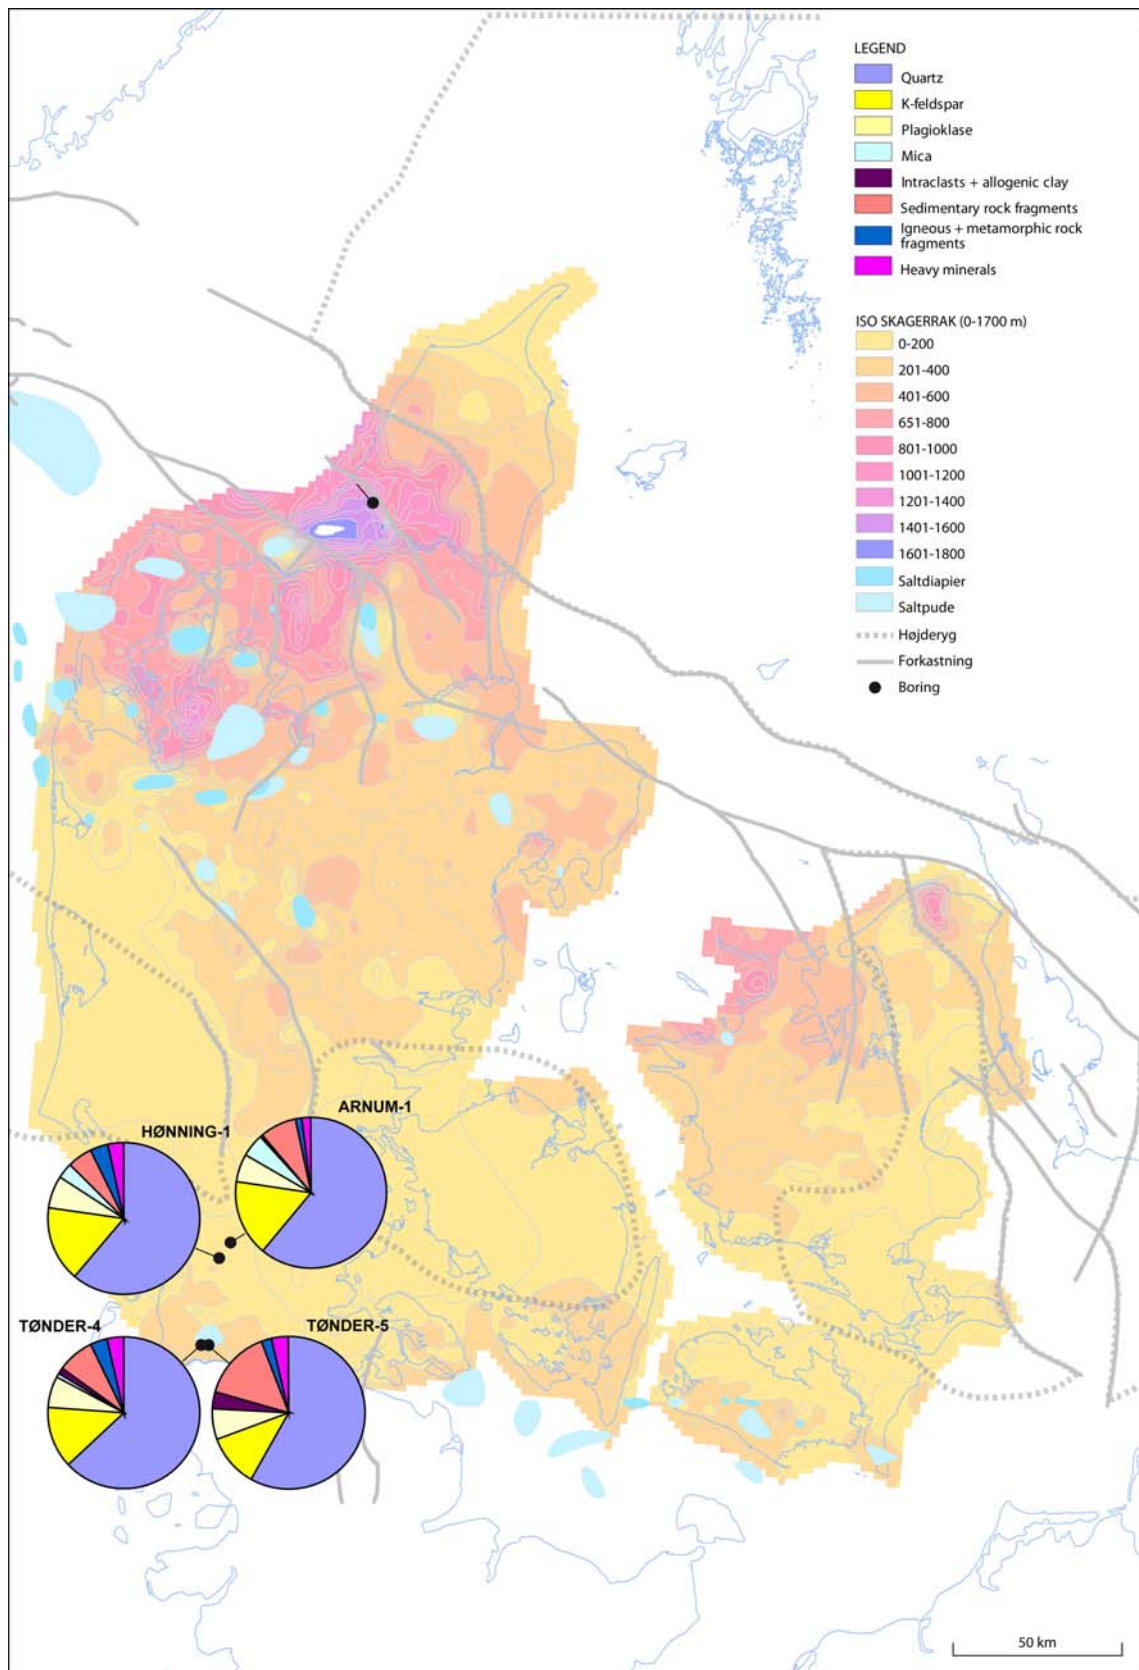 LEGEND
Quartz
K-feldspar
Plagioklase
Mica
Intraclasts + allogenic clay
Sedimentary rock fragments
Igneous + metamorphic rock
fragments
Heavy minerals
ISO SKAGERRAK (0-1700 m)
0-200
201-400
401-600
651-800
801-1000
1001-1200
1201-1400
1401-1600
1601-1800
Saltdiapier
Saltpude
Højderyg
Forkastning
Boring
ARNUM-1
HØNNING-1
TØNDER-4
TØNDER-5
50 km